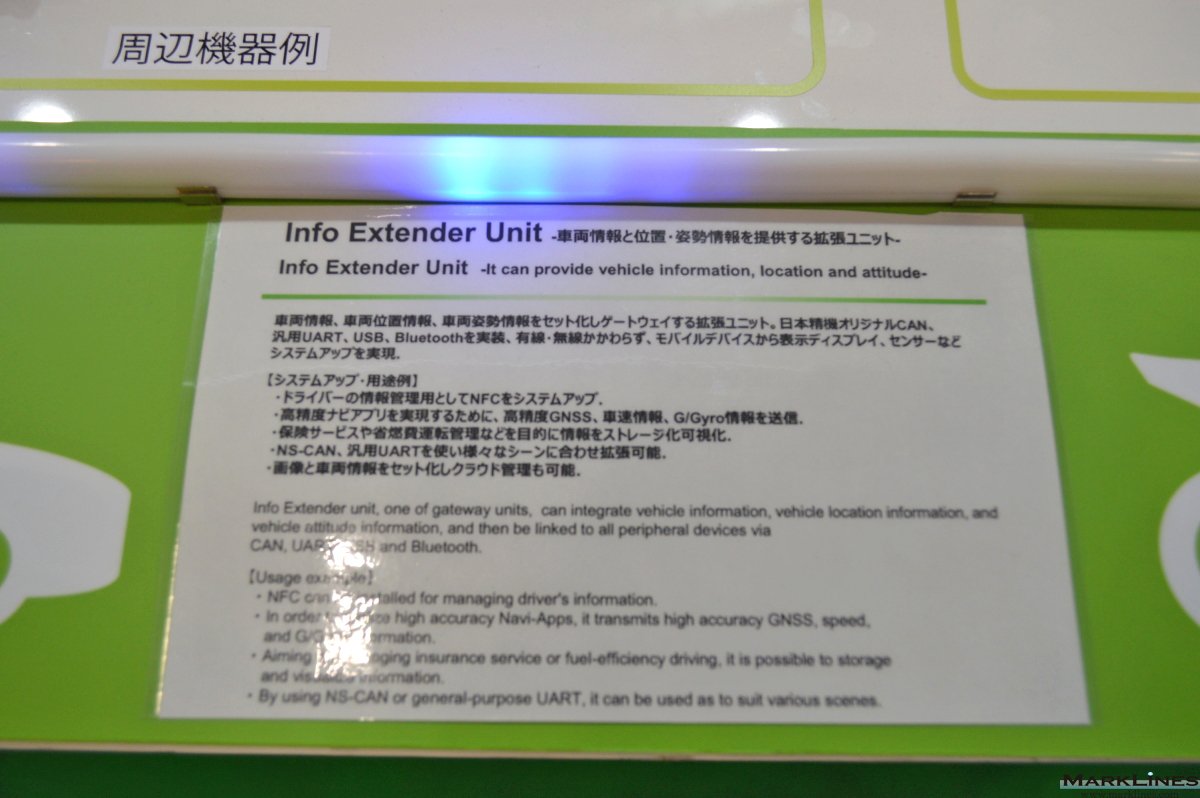 周辺機器例
Info Extender Unit -車両情報と位置・姿勢情報を提供する拡張ユニット-
Info Extender Unit -It can provide vehicle information, location and attitude-
車両情報、車両位置情報、車両姿勢情報をセット化しゲートウェイする拡張ユニット。日本精機オリジナルCAN、
汎用UART、USB、Bluetoothを実装、有線・無線かかわらず、モバイルデバイスから表示ディスプレイ、センサーなど
システムアップを実現.
【システムアップ・用途例】
・ドライバーの情報管理用としてNFCをシステムアップ.
・高精度ナビアプリを実現するために、高精度GNSS、車速情報、G/Gyro情報を送信.
・保険サービスや省燃費運転管理などを目的に情報をストレージ化可視化.
・NS-CAN、汎用UARTを使い様々なシーンに合わせ拡張可能.
・画像と車両情報をセット化しクラウド管理も可能.
Info Extender unit, one of gateway units, can integrate vehicle information, vehicle location information, and
vehicle attitude information, and then be linked to all peripheral devices via
CAN, and Bluetooth.
【Usage example】
・NFC can installed for managing driver's information.
・In order high accuracy Navi-Apps, it transmits high accuracy GNSS, speed,
and information.
・Aiming insurance service or fuel-efficiency driving, it is possible to storage
and information.
・By using NS-CAN or general-purpose UART, it can be used as to suit various scenes.
MARKLINES